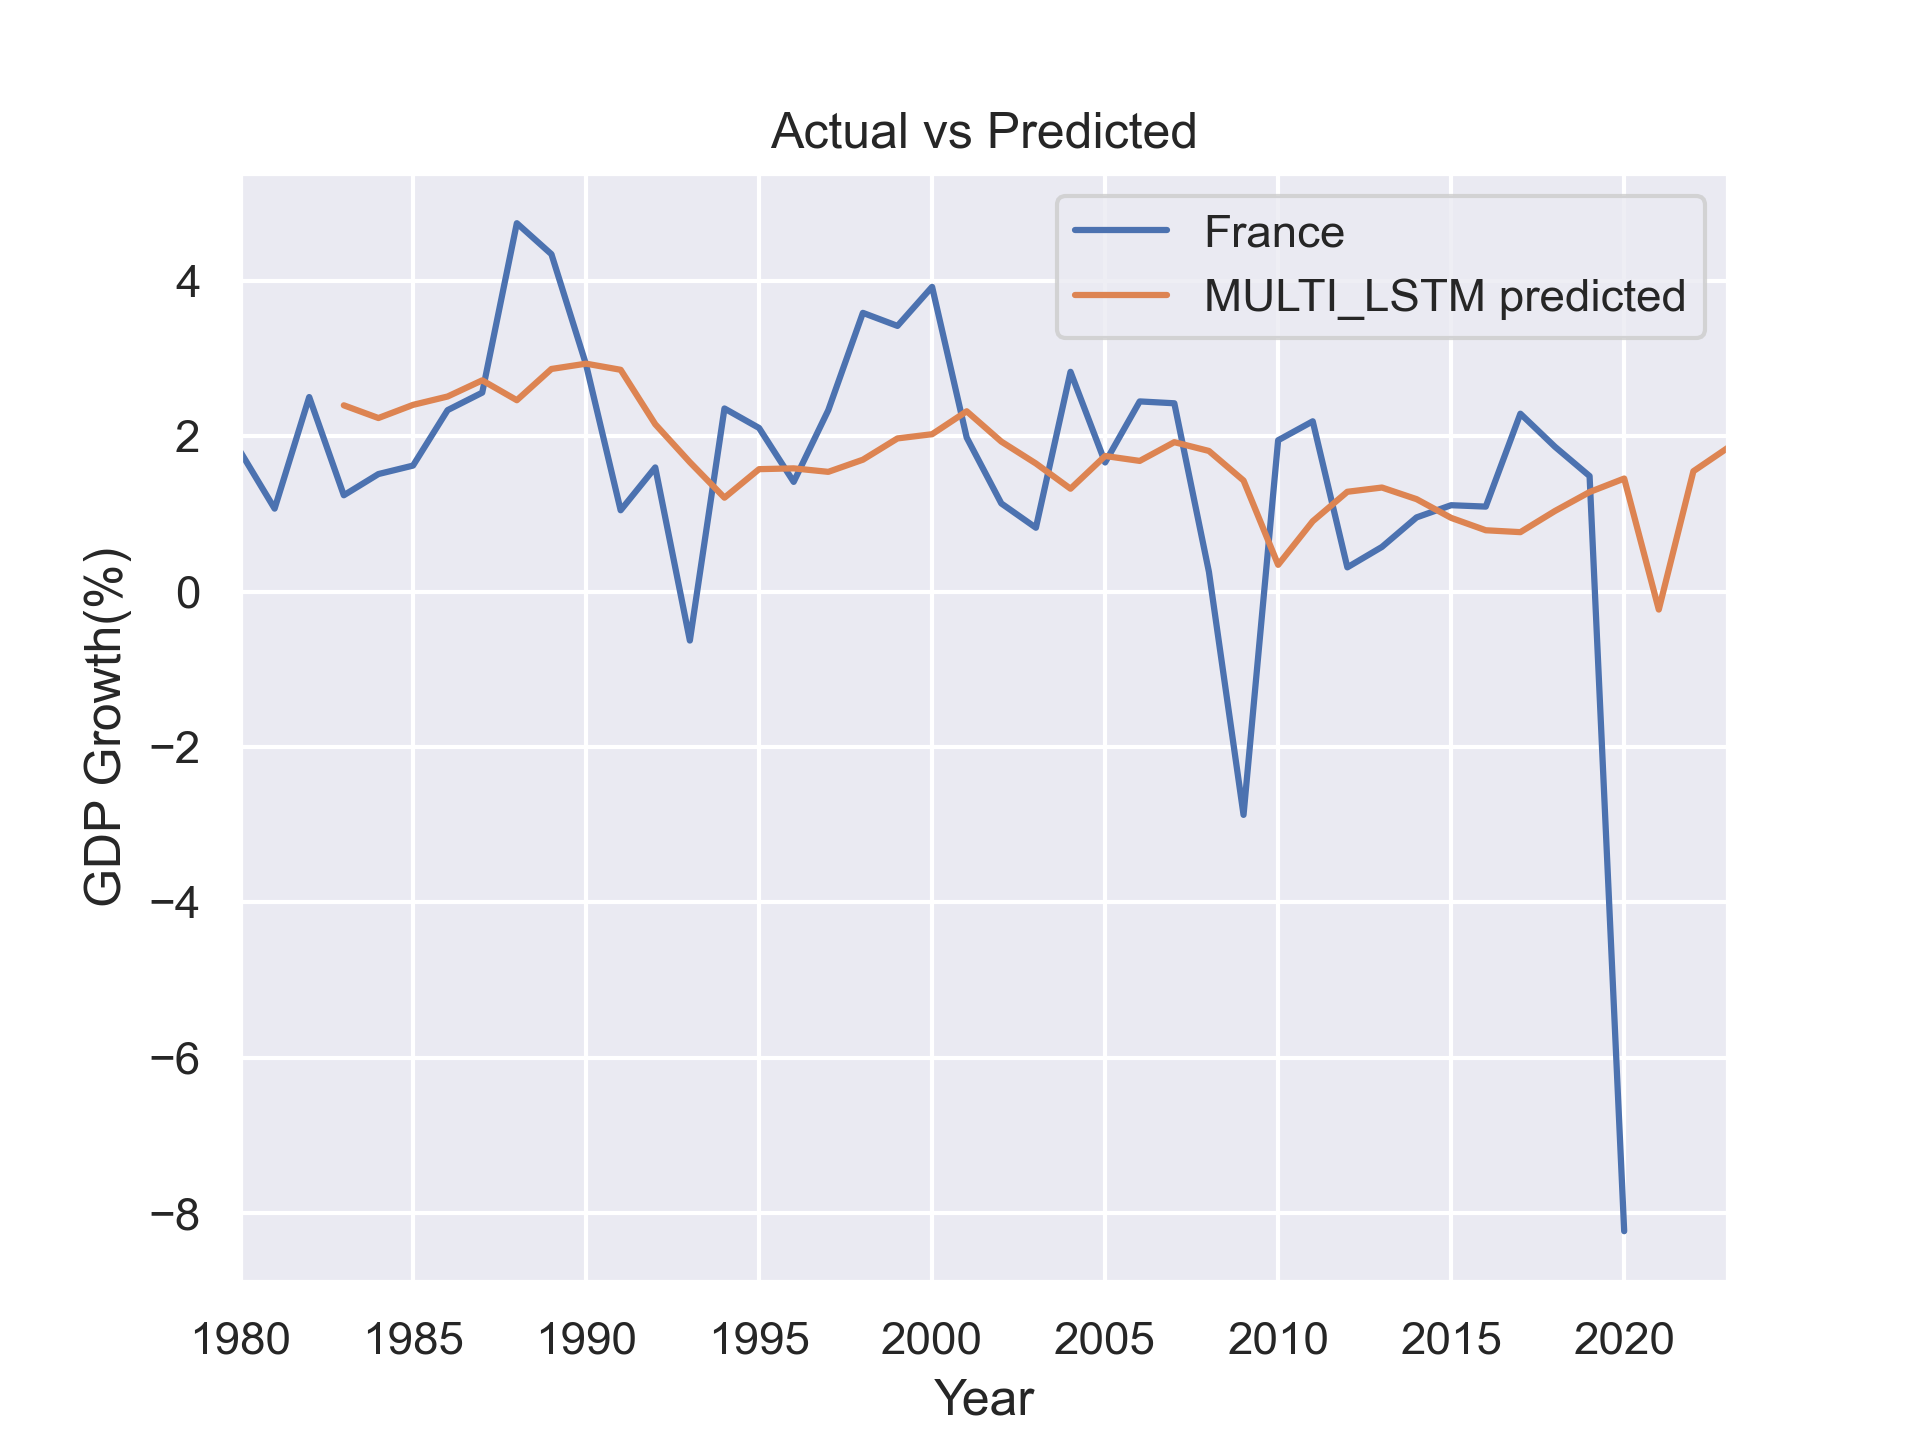 Actual vs Predicted
France
MULTI_LSTM predicted
GDP Growth(%)
4
2
0
−2
−4
−6
−8
1980 1985 1990 1995 2000 2005 2010 2015 2020
Year